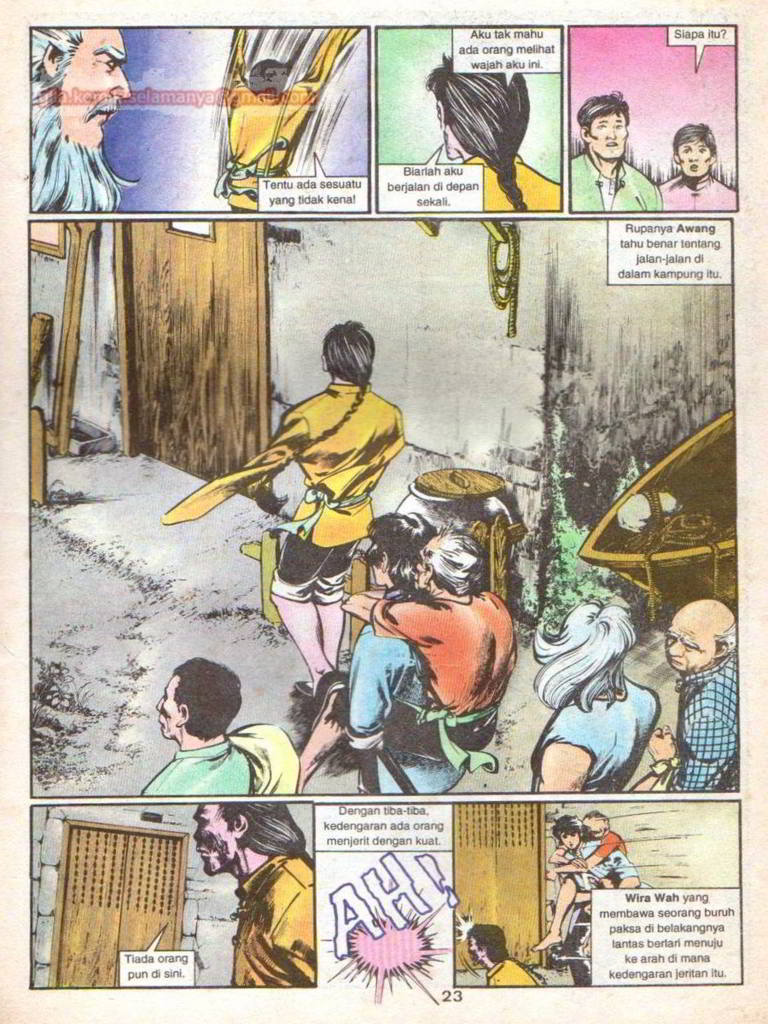 Tentu ada sesuatu
yang tidak kena!
Aku tak mahu
ada orang melihat
wajah aku ini.
Biarlah aku
berjalan di depan
sekali.
Siapa itu?
Rupanya Awang
tahu benar tentang
jalan-jalan di
dalam kampung itu.
Tiada orang
pun di sini.
Dengan tiba-tiba,
kedengaran ada orang
menjerit dengan kuat.
AH!
Wira Wah yang
membawa seorang buruh
paksa di belakangnya
lantas berlari menuju
ke arah di mana
kedengaran jeritan itu.
23